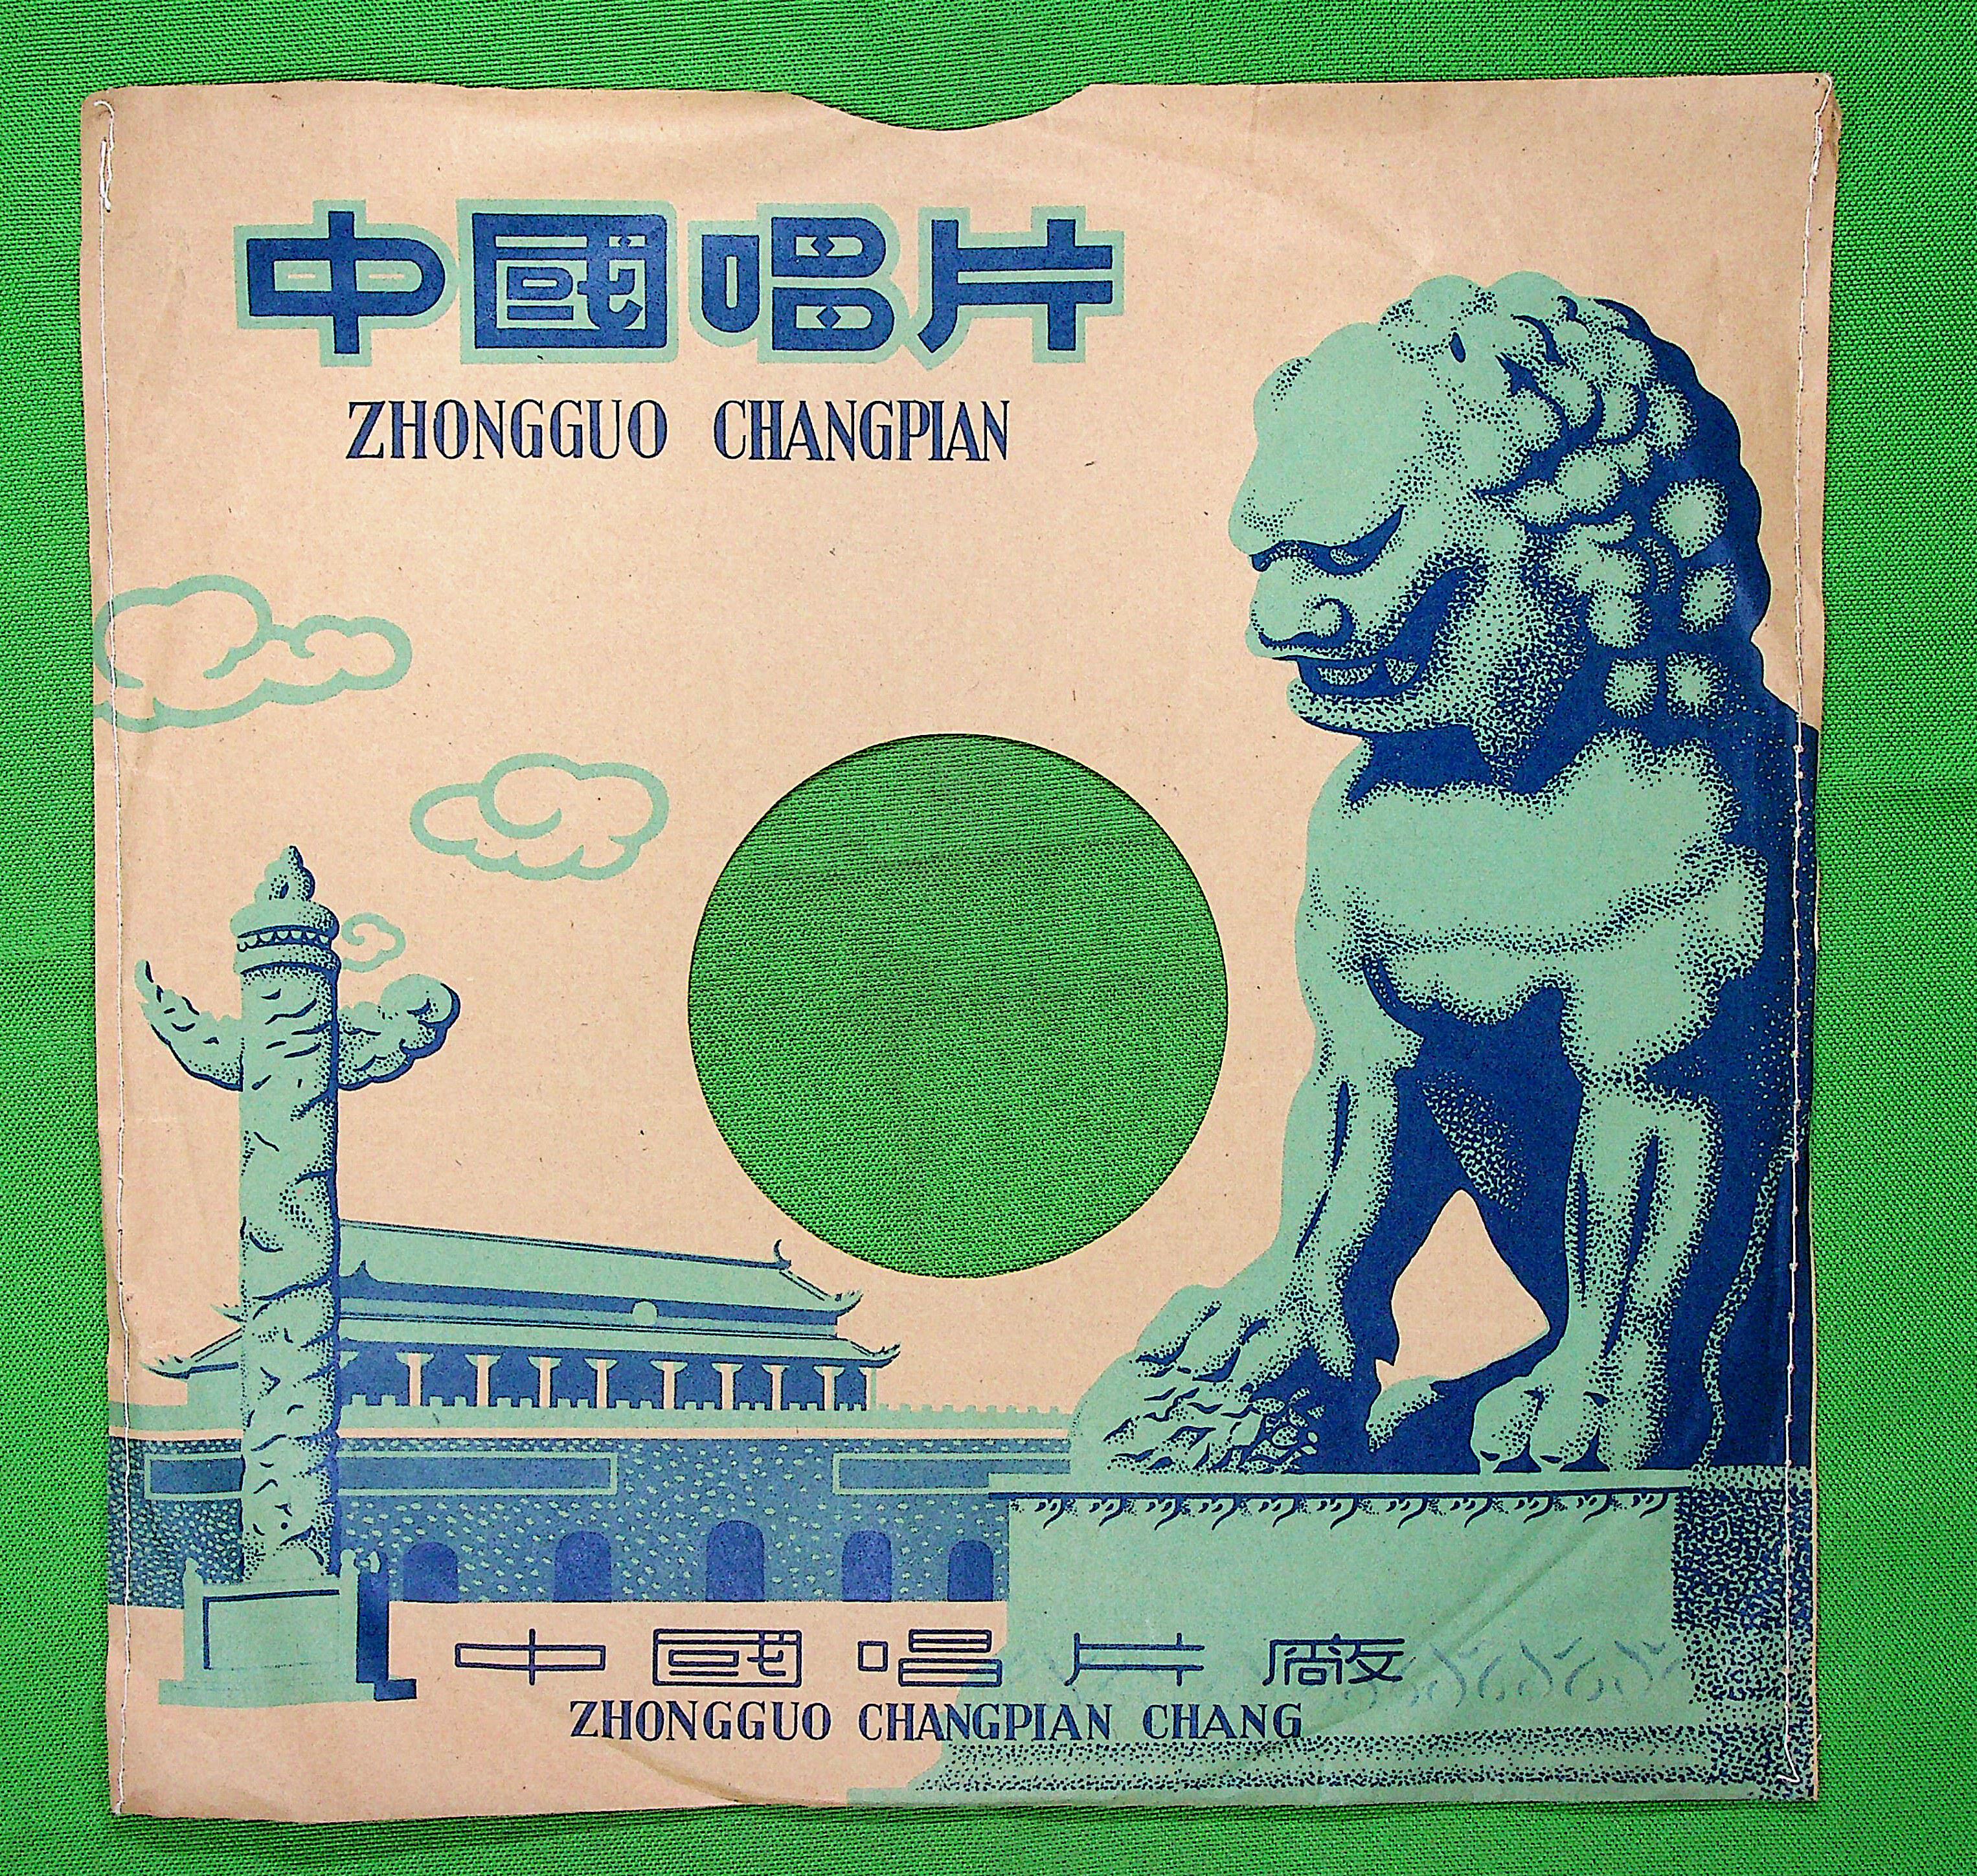 中國唱片
ZHONGGUO CHANGPIAN
中國唱片廠
ZHONGGUO CHANGPIAN CHANG